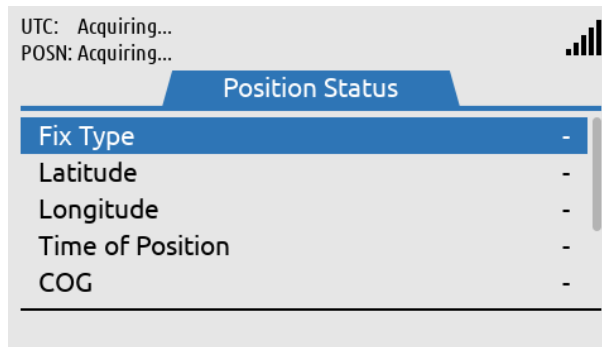 UTC: Acquiring...
POSN: Acquiring...
Position Status
Fix Type -
Latitude -
Longitude -
Time of Position -
COG -